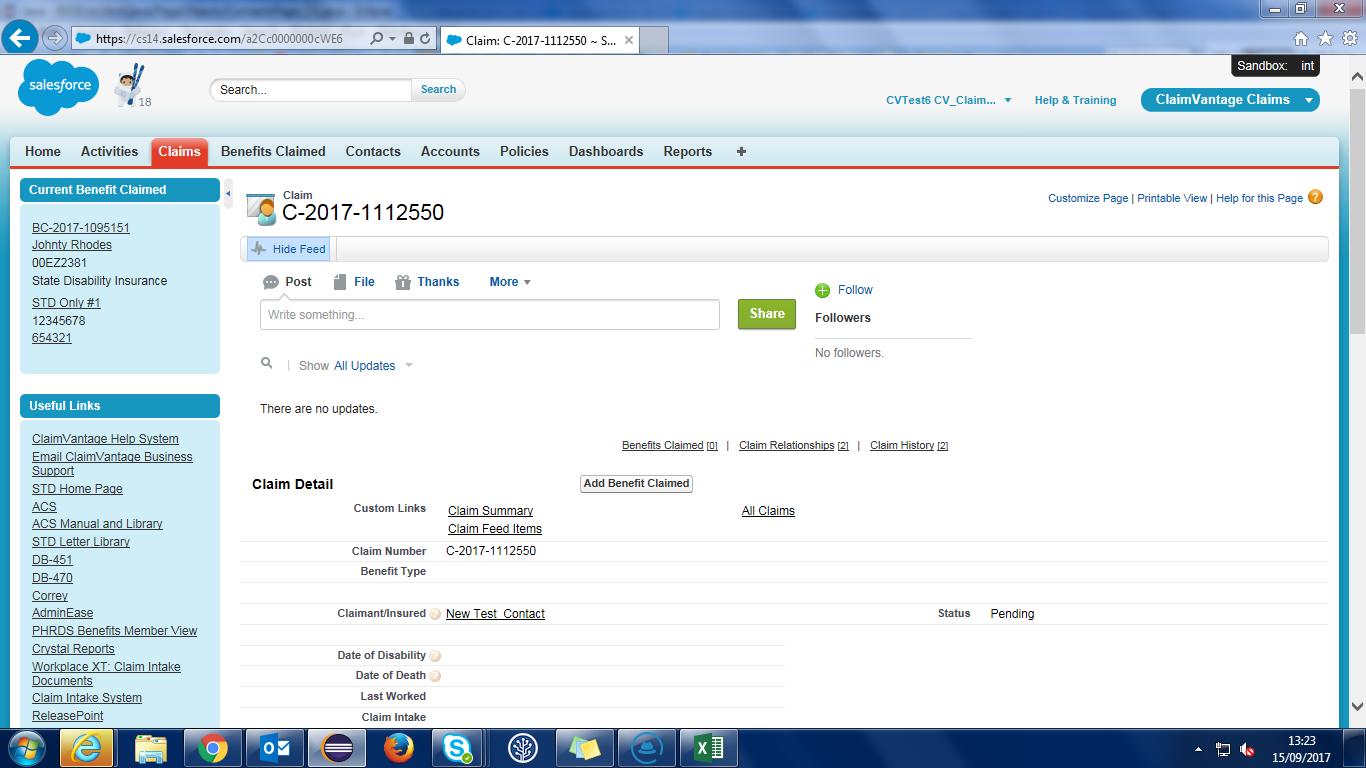 https://cs14.salesforce.com/a2Cc0000000cWE6
Claim: C-2017-1112550 ~ S...
Sandbox: int
salesforce
18
Search...
Search
CVTest6 CV_Claim...
Help & Training
ClaimVantage Claims
Home
Activities
Claims
Benefits Claimed
Contacts
Accounts
Policies
Dashboards
Reports
+
Current Benefit Claimed
BC-2017-1095151
Johnty Rhodes
00EZ2381
State Disability Insurance
STD Only #1
12345678
654321
Useful Links
ClaimVantage Help System
Email ClaimVantage Business
Support
STD Home Page
ACS
ACS Manual and Library
STD Letter Library
DB-451
DB-470
Correy
AdminEase
PHRDS Benefits Member View
Crystal Reports
Workplace XT: Claim Intake
Documents
Claim Intake System
ReleasePoint
Claim
C-2017-1112550
Customize Page | Printable View | Help for this Page
Hide Feed
Post
File
Thanks
More
Write something...
Share
Follow
Followers
No followers.
Show All Updates
There are no updates.
Benefits Claimed [0] | Claim Relationships [2] | Claim History [2]
Claim Detail
Add Benefit Claimed
Custom Links
Claim Summary
All Claims
Claim Feed Items
Claim Number C-2017-1112550
Benefit Type
Claimant/Insured New Test Contact
Status Pending
Date of Disability
Date of Death
Last Worked
Claim Intake
13:23
15/09/2017